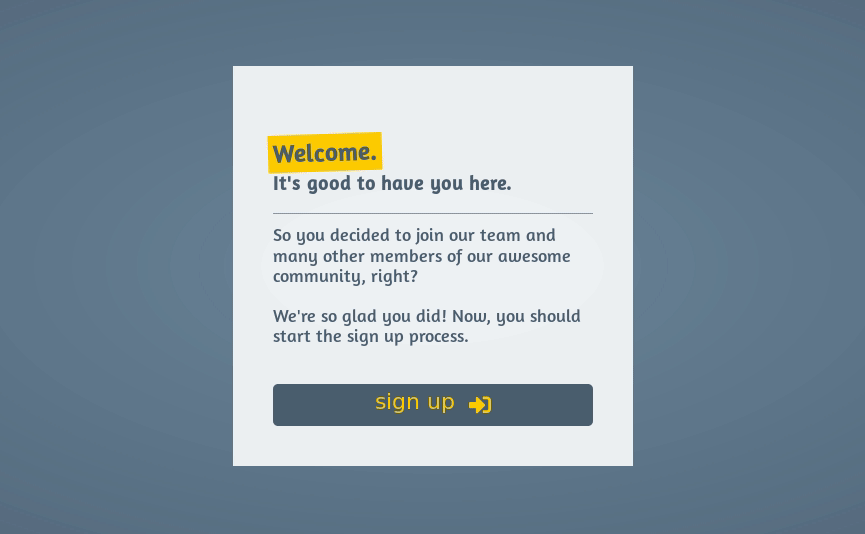 Welcome.
It's good to have you here.
So you decided to join our team and
many other members of our awesome
community, right?
We're so glad you did! Now, you should
start the sign up process.
sign up